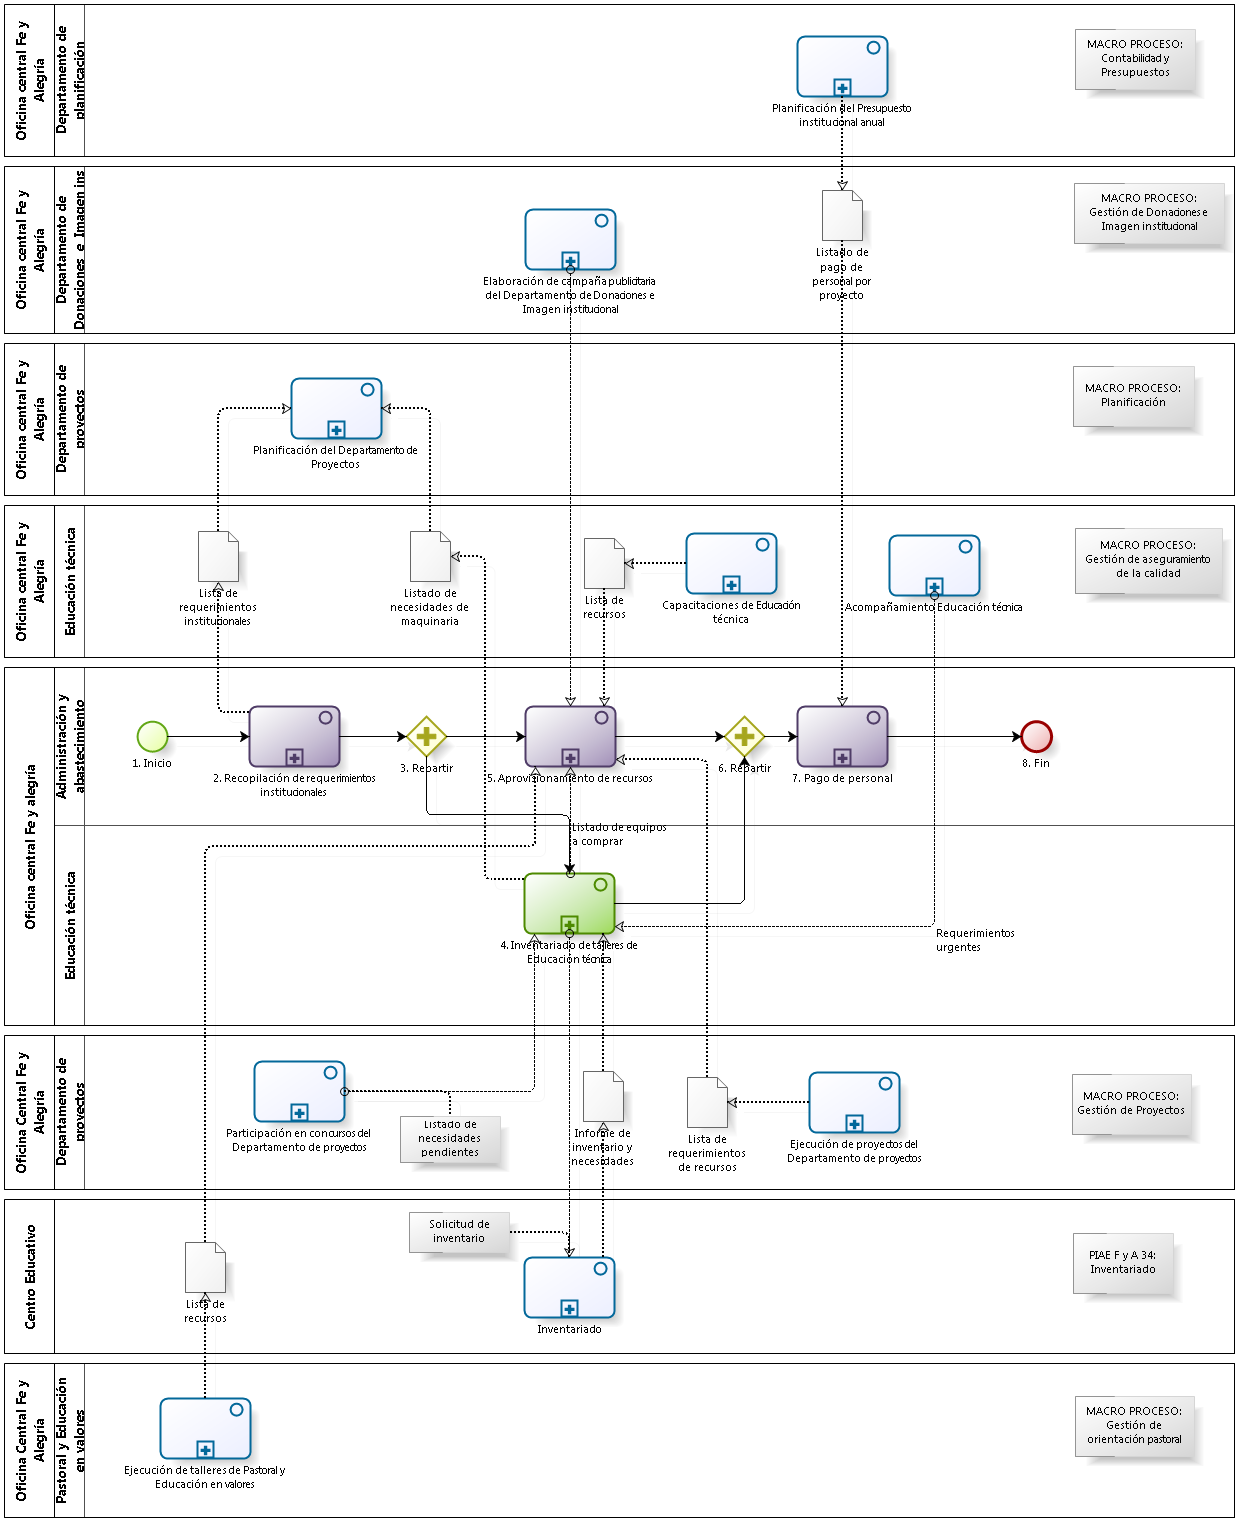 Oficina central Fe y
Alegría
Departamento de
planificación
Planificación del Presupuesto
institucional anual
MACRO PROCESO:
Contabilidad y
Presupuestos
Oficina central Fe y
Alegría
Departamento de
Donaciones e Imagen ins
Elaboración de campaña publicitaria
del Departamento de Donaciones e
Imagen institucional
Listado de
pago de
personal por
proyecto
MACRO PROCESO:
Gestión de Donaciones e
Imagen institucional
Oficina central Fe y
Alegría
Departamento de
proyectos
Planificación del Departamento de
Proyectos
MACRO PROCESO:
Planificación
Oficina central Fe y
Alegría
Educación técnica
Lista de
requerimientos
institucionales
Listado de
necesidades de
maquinaria
Lista de
recursos
Capacitaciones de Educación
técnica
Acompañamiento Educación técnica
MACRO PROCESO:
Gestión de aseguramiento
de la calidad
Oficina central Fe y alegría
Administración y
abastecimiento
1. Inicio
2. Recopilación de requerimientos
institucionales
3. Repartir
5. Aprovisionamiento de recursos
6. Repartir
7. Pago de personal
8. Fin
Listado de equipos
a comprar
Educación técnica
4. Inventariado de talleres de
Educación técnica
Requerimientos
urgentes
Oficina Central Fe y
Alegría
Departamento de
proyectos
Participación en concursos del
Departamento de proyectos
Listado de
necesidades
pendientes
Informe de
inventario y
necesidades
Lista de
requerimientos
de recursos
Ejecución de proyectos del
Departamento de proyectos
MACRO PROCESO:
Gestión de Proyectos
Centro Educativo
Lista de
recursos
Solicitud de
inventario
Inventariado
PIAE F y A 34:
Inventariado
Oficina Central Fe y
Alegría
Pastoral y Educación
en valores
Ejecución de talleres de Pastoral y
Educación en valores
MACRO PROCESO:
Gestión de
orientación pastoral